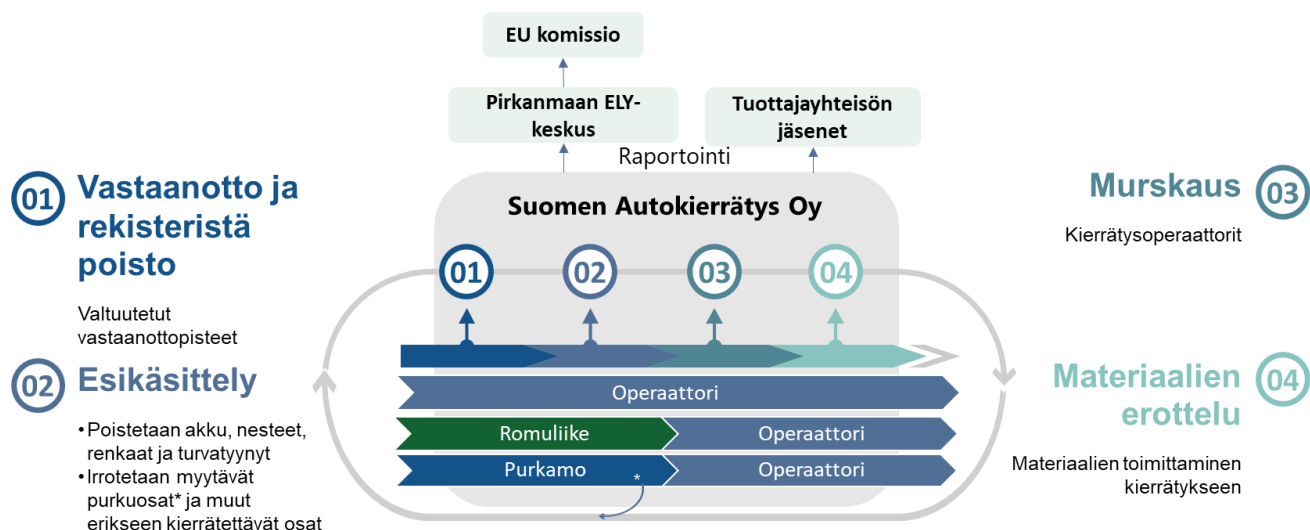 EU komissio
Pirkanmaan ELY-
keskus
Tuottajayhteisön
jäsenet
Raportointi
Suomen Autokierrätys Oy
01
Vastaanotto ja
rekisteristä
poisto
Valtuutetut
vastaanottopisteet
02
Esikäsittely
•Poistetaan akku, nesteet,
renkaat ja turvatyynyt
•Irrotetaan myytävät
purkuosat* ja muut
erikseen kierrätettävät osat
01
02
03
04
Operaattori
Romuliike
Operaattori
Purkamo
*
Operaattori
Murskaus
03
Kierrätysoperaattorit
Materiaalien
erottelu
04
Materiaalien toimittaminen
kierrätykseen